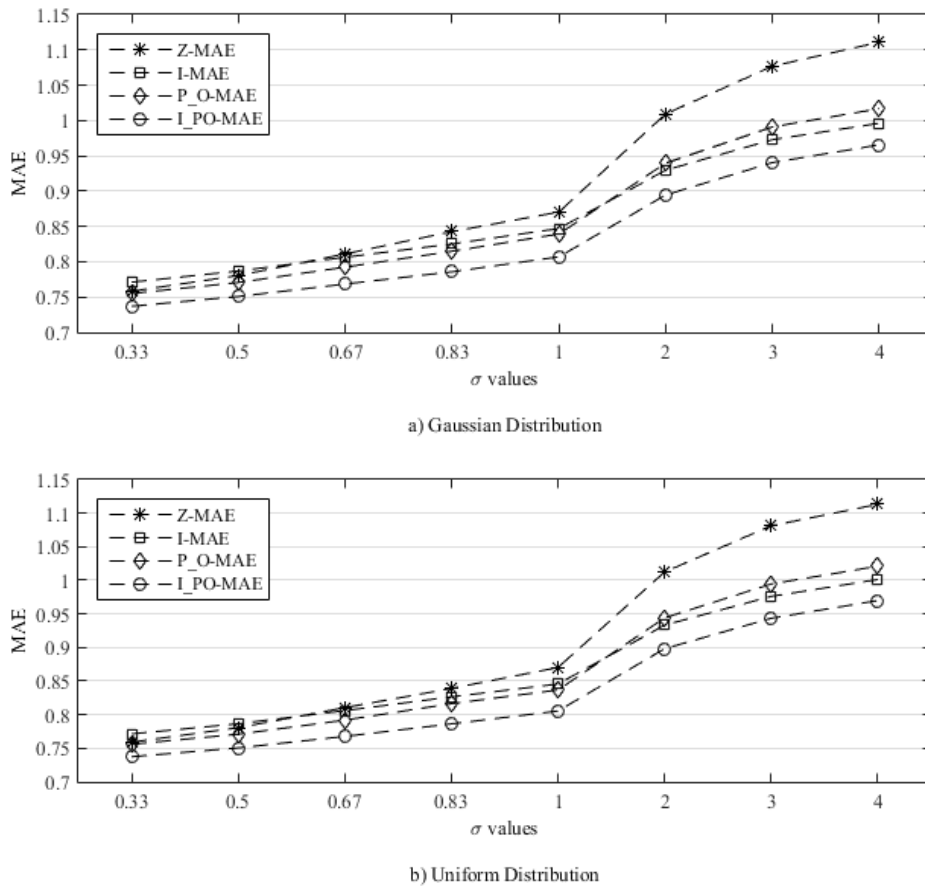 1.15
1.1
1.05
1
0.95
0.9
0.85
0.8
0.75
0.7
MAE
Z-MAE
I-MAE
P_O-MAE
I_PO-MAE
0.33 0.5 0.67 0.83 1 2 3 4
σ values
a) Gaussian Distribution
1.15
1.1
1.05
1
0.95
0.9
0.85
0.8
0.75
0.7
MAE
Z-MAE
I-MAE
P_O-MAE
I_PO-MAE
0.33 0.5 0.67 0.83 1 2 3 4
σ values
b) Uniform Distribution